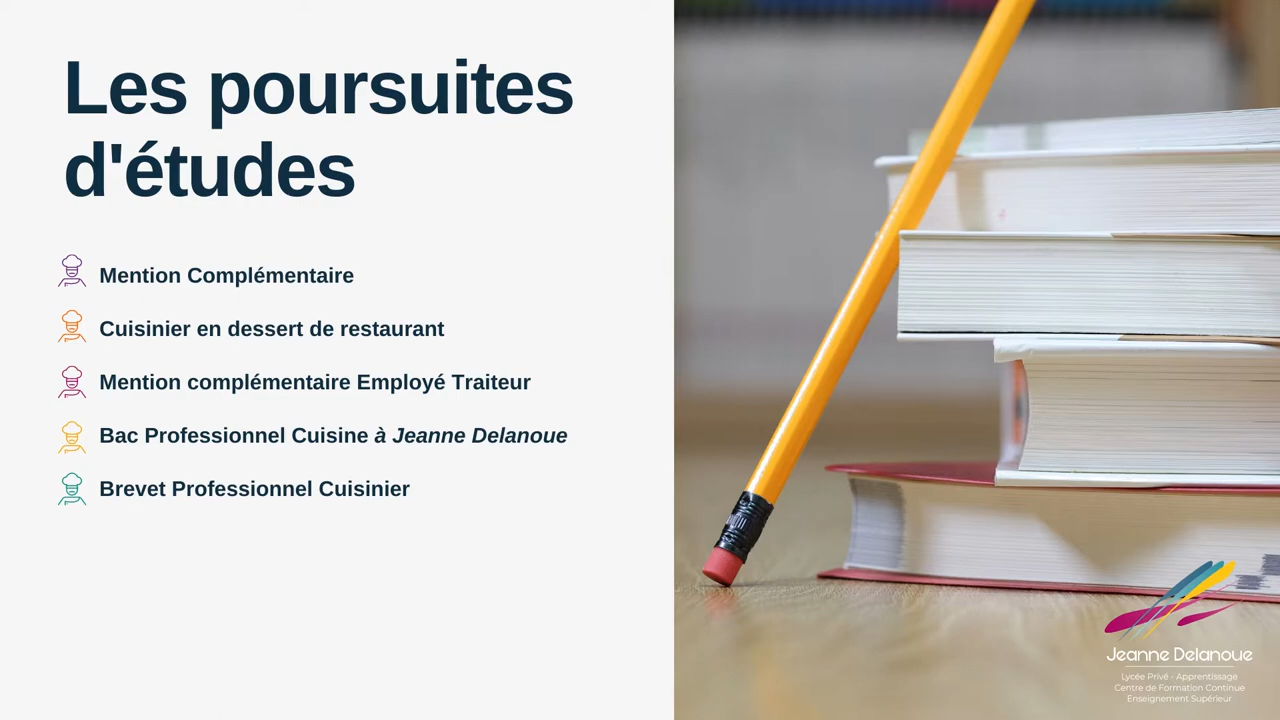 Les poursuites
d'études
Mention Complémentaire
Cuisinier en dessert de restaurant
Mention complémentaire Employé Traiteur
Bac Professionnel Cuisine à Jeanne Delanoue
Brevet Professionnel Cuisinier
Jeanne Delanoue
Lycée Privé - Apprentissage
Centre de Formation Continue
Enseignement Supérieur